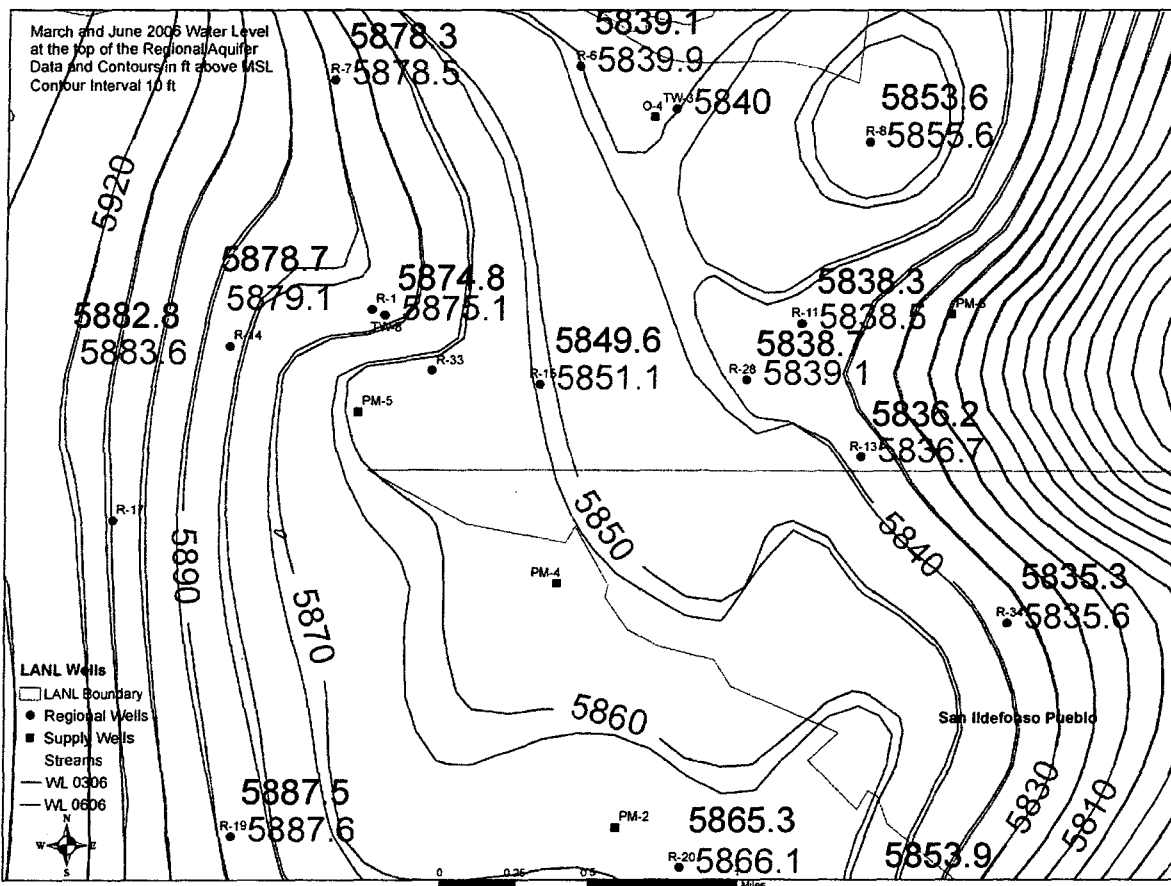 March and June 2006 Water Level
at the top of the Regional Aquifer
Data and Contours in ft above MSL
Contour Interval 10 ft
5878.3
R-7 5878.5
5839.1
R-6 5839.9
O-4 TW-3 5840
5853.6
R-8 5855.6
5920
5878.7
5879.1
R-14
5874.8
R-1 5875.1
TW-8
5882.8
5883.6
5838.3
R-11 5838.5
PM-5
5838.7
R-28 5839.1
R-33
5849.6
R-15 5851.1
PM-5
5836.2
R-13 5836.7
R-17
5890
5870
5850
5840
PM-4
5835.3
R-34 5835.6
5860
San Ildefonso Pueblo
LANL Wells
LANL Boundary
Regional Wells
Supply Wells
Streams
WL 0306
WL 0606
N
W E
S
5887.5
R-19 5887.6
PM-2
5865.3
R-20 5866.1
5853.9
5830
5810
0 0.25 0.5 1
Miles